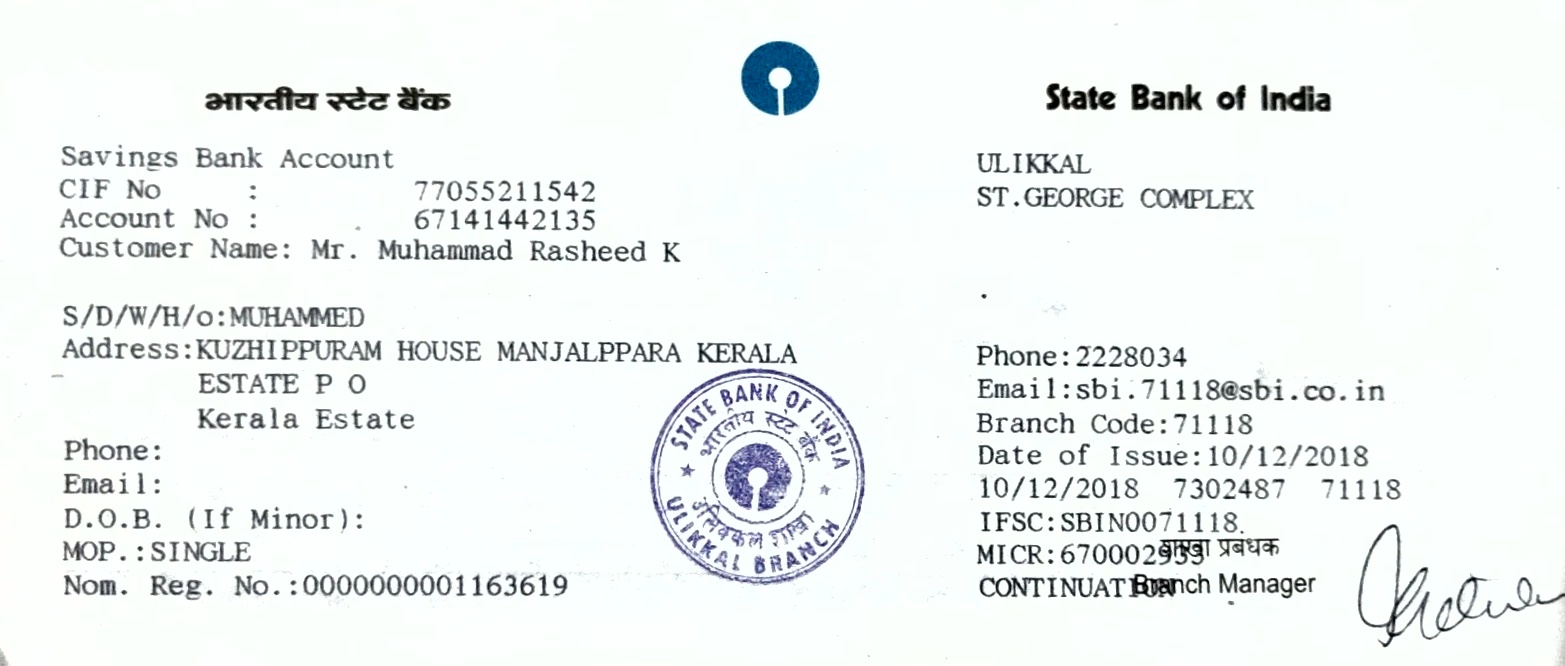 भारतीय स्टेट बैंक
State Bank of India
Savings Bank Account
CIF No : 77055211542
Account No : 67141442135
Customer Name: Mr. Muhammad Rasheed K
S/D/W/H/o:MUHAMMED
Address:KUZHIPPURAM HOUSE MANJALPPARA KERALA
ESTATE P O
Kerala Estate
Phone:
Email:
D.O.B. (If Minor):
MOP.:SINGLE
Nom. Reg. No.:0000000001163619
STATE BANK OF INDIA
भारतीय स्टेट बैंक
उलिक्कल शाखा
ULIKKAL BRANCH
ULIKKAL
ST.GEORGE COMPLEX
Phone:2228034
Email:sbi.71118@sbi.co.in
Branch Code:71118
Date of Issue:10/12/2018
10/12/2018 7302487 71118
IFSC:SBIN0071118.
MICR:670002933
शाखा प्रबंधक
CONTINUATION
Branch Manager